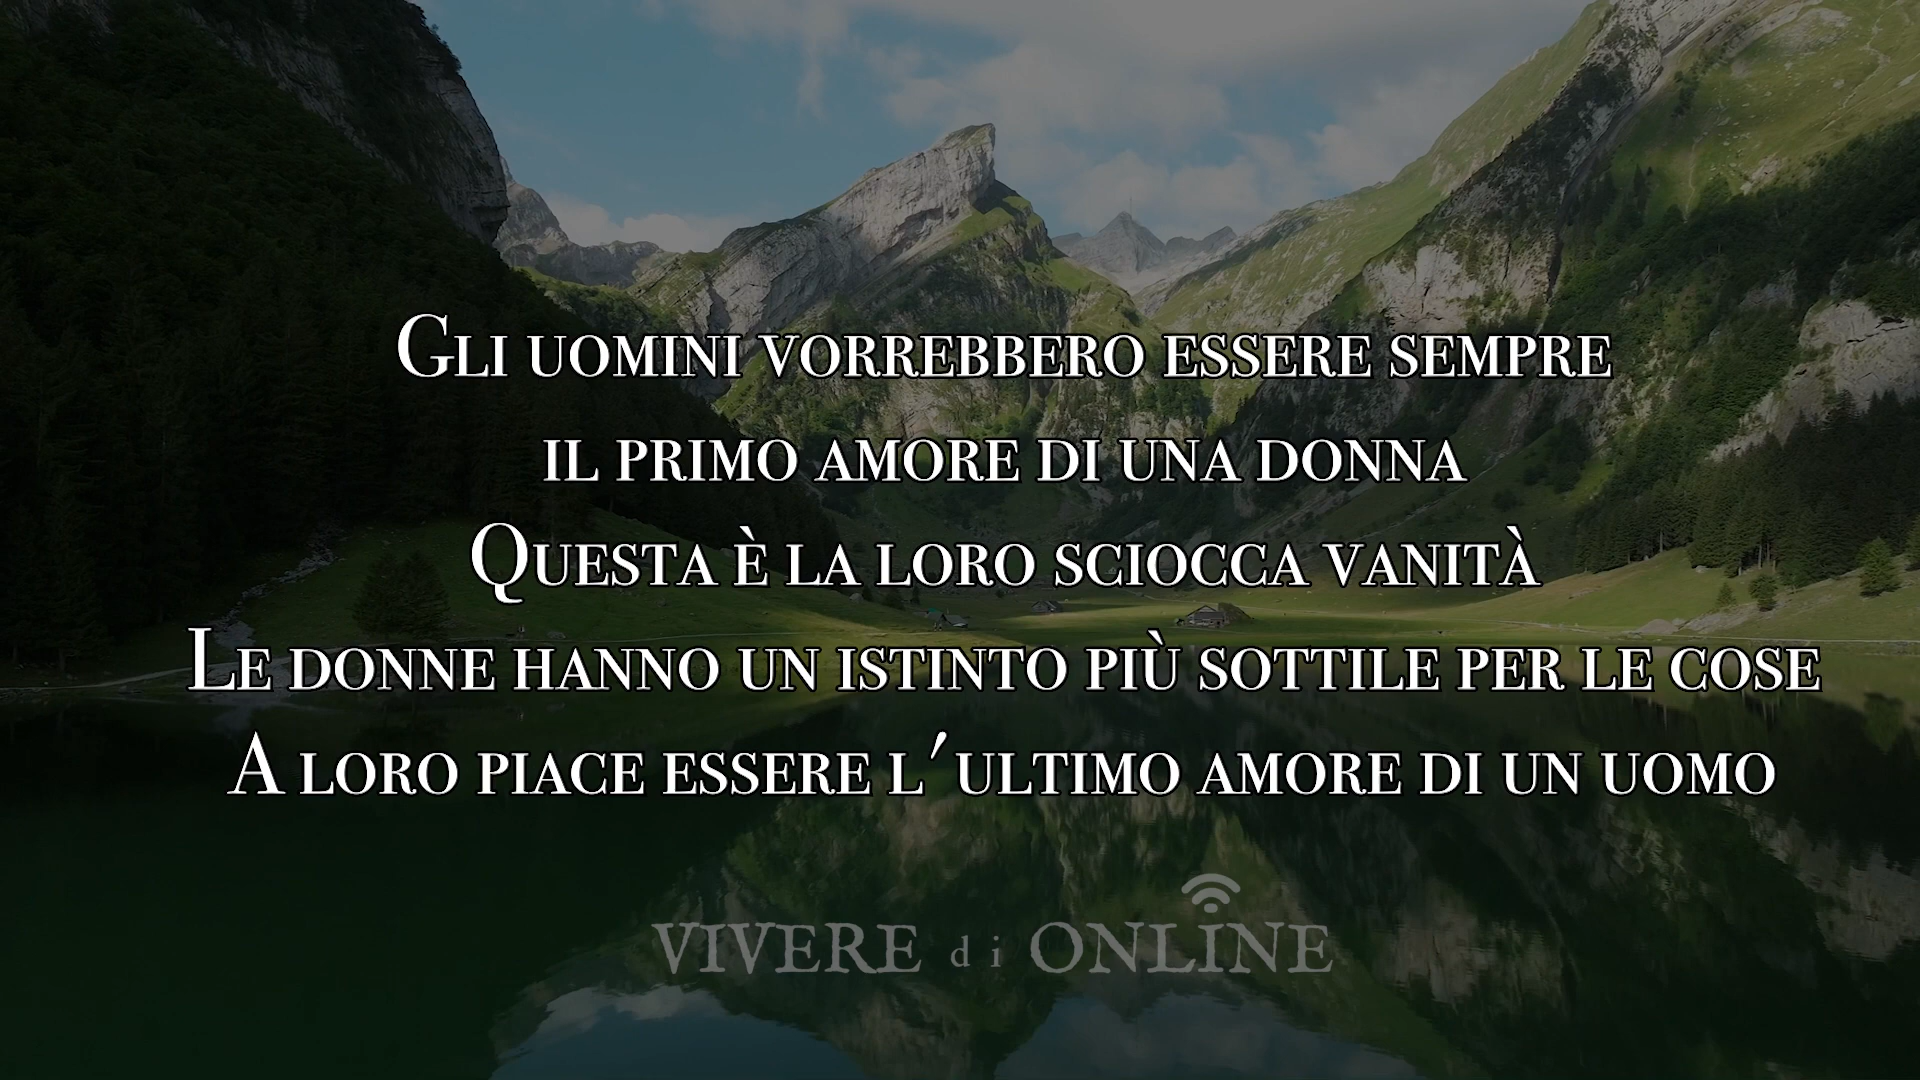 Gli uomini vorrebbero essere sempre
il primo amore di una donna
Questa è la loro sciocca vanità
Le donne hanno un istinto più sottile per le cose
A loro piace essere l'ultimo amore di un uomo
VIVERE di ONLINE